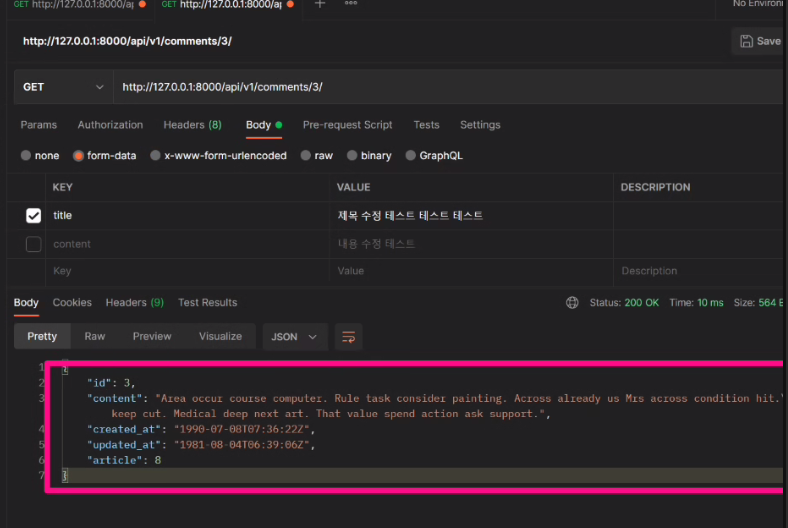 GET http://127.0.0.1:8000/ap GET http://127.0.0.1:8000/ap + ooo No Environ
http://127.0.0.1:8000/api/v1/comments/3/ Save
GET http://127.0.0.1:8000/api/v1/comments/3/
Params Authorization Headers (8) Body Pre-request Script Tests Settings
none form-data x-www-form-urlencoded raw binary GraphQL
KEY VALUE DESCRIPTION
title 제목 수정 테스트 테스트 테스트
content 내용 수정 테스트
Key Value Description
Body Cookies Headers (9) Test Results Status: 200 OK Time: 10 ms Size: 564 B
Pretty Raw Preview Visualize JSON
1 {
2 "id": 3,
3 "content": "Area occur course computer. Rule task consider painting. Across already us Mrs across condition hit.\
keep cut. Medical deep next art. That value spend action ask support.",
4 "created_at": "1990-07-08T07:36:22Z",
5 "updated_at": "1981-08-04T06:39:06Z",
6 "article": 8
7 }